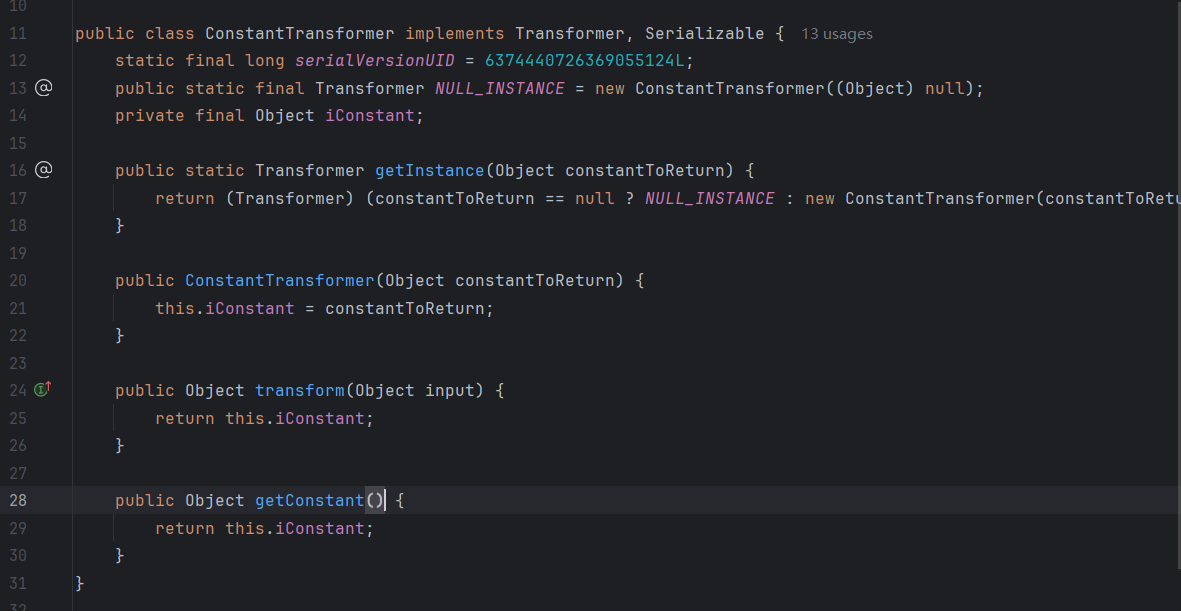 10
11 public class ConstantTransformer implements Transformer, Serializable { 13 usages
12 static final long serialVersionUID = 6374440726369055124L;
13 public static final Transformer NULL_INSTANCE = new ConstantTransformer((Object) null);
14 private final Object iConstant;
15
16 public static Transformer getInstance(Object constantToReturn) {
17 return (Transformer) (constantToReturn == null ? NULL_INSTANCE : new ConstantTransformer(constantToRetu
18 }
19
20 public ConstantTransformer(Object constantToReturn) {
21 this.iConstant = constantToReturn;
22 }
23
24 public Object transform(Object input) {
25 return this.iConstant;
26 }
27
28 public Object getConstant() {
29 return this.iConstant;
30 }
31 }
32